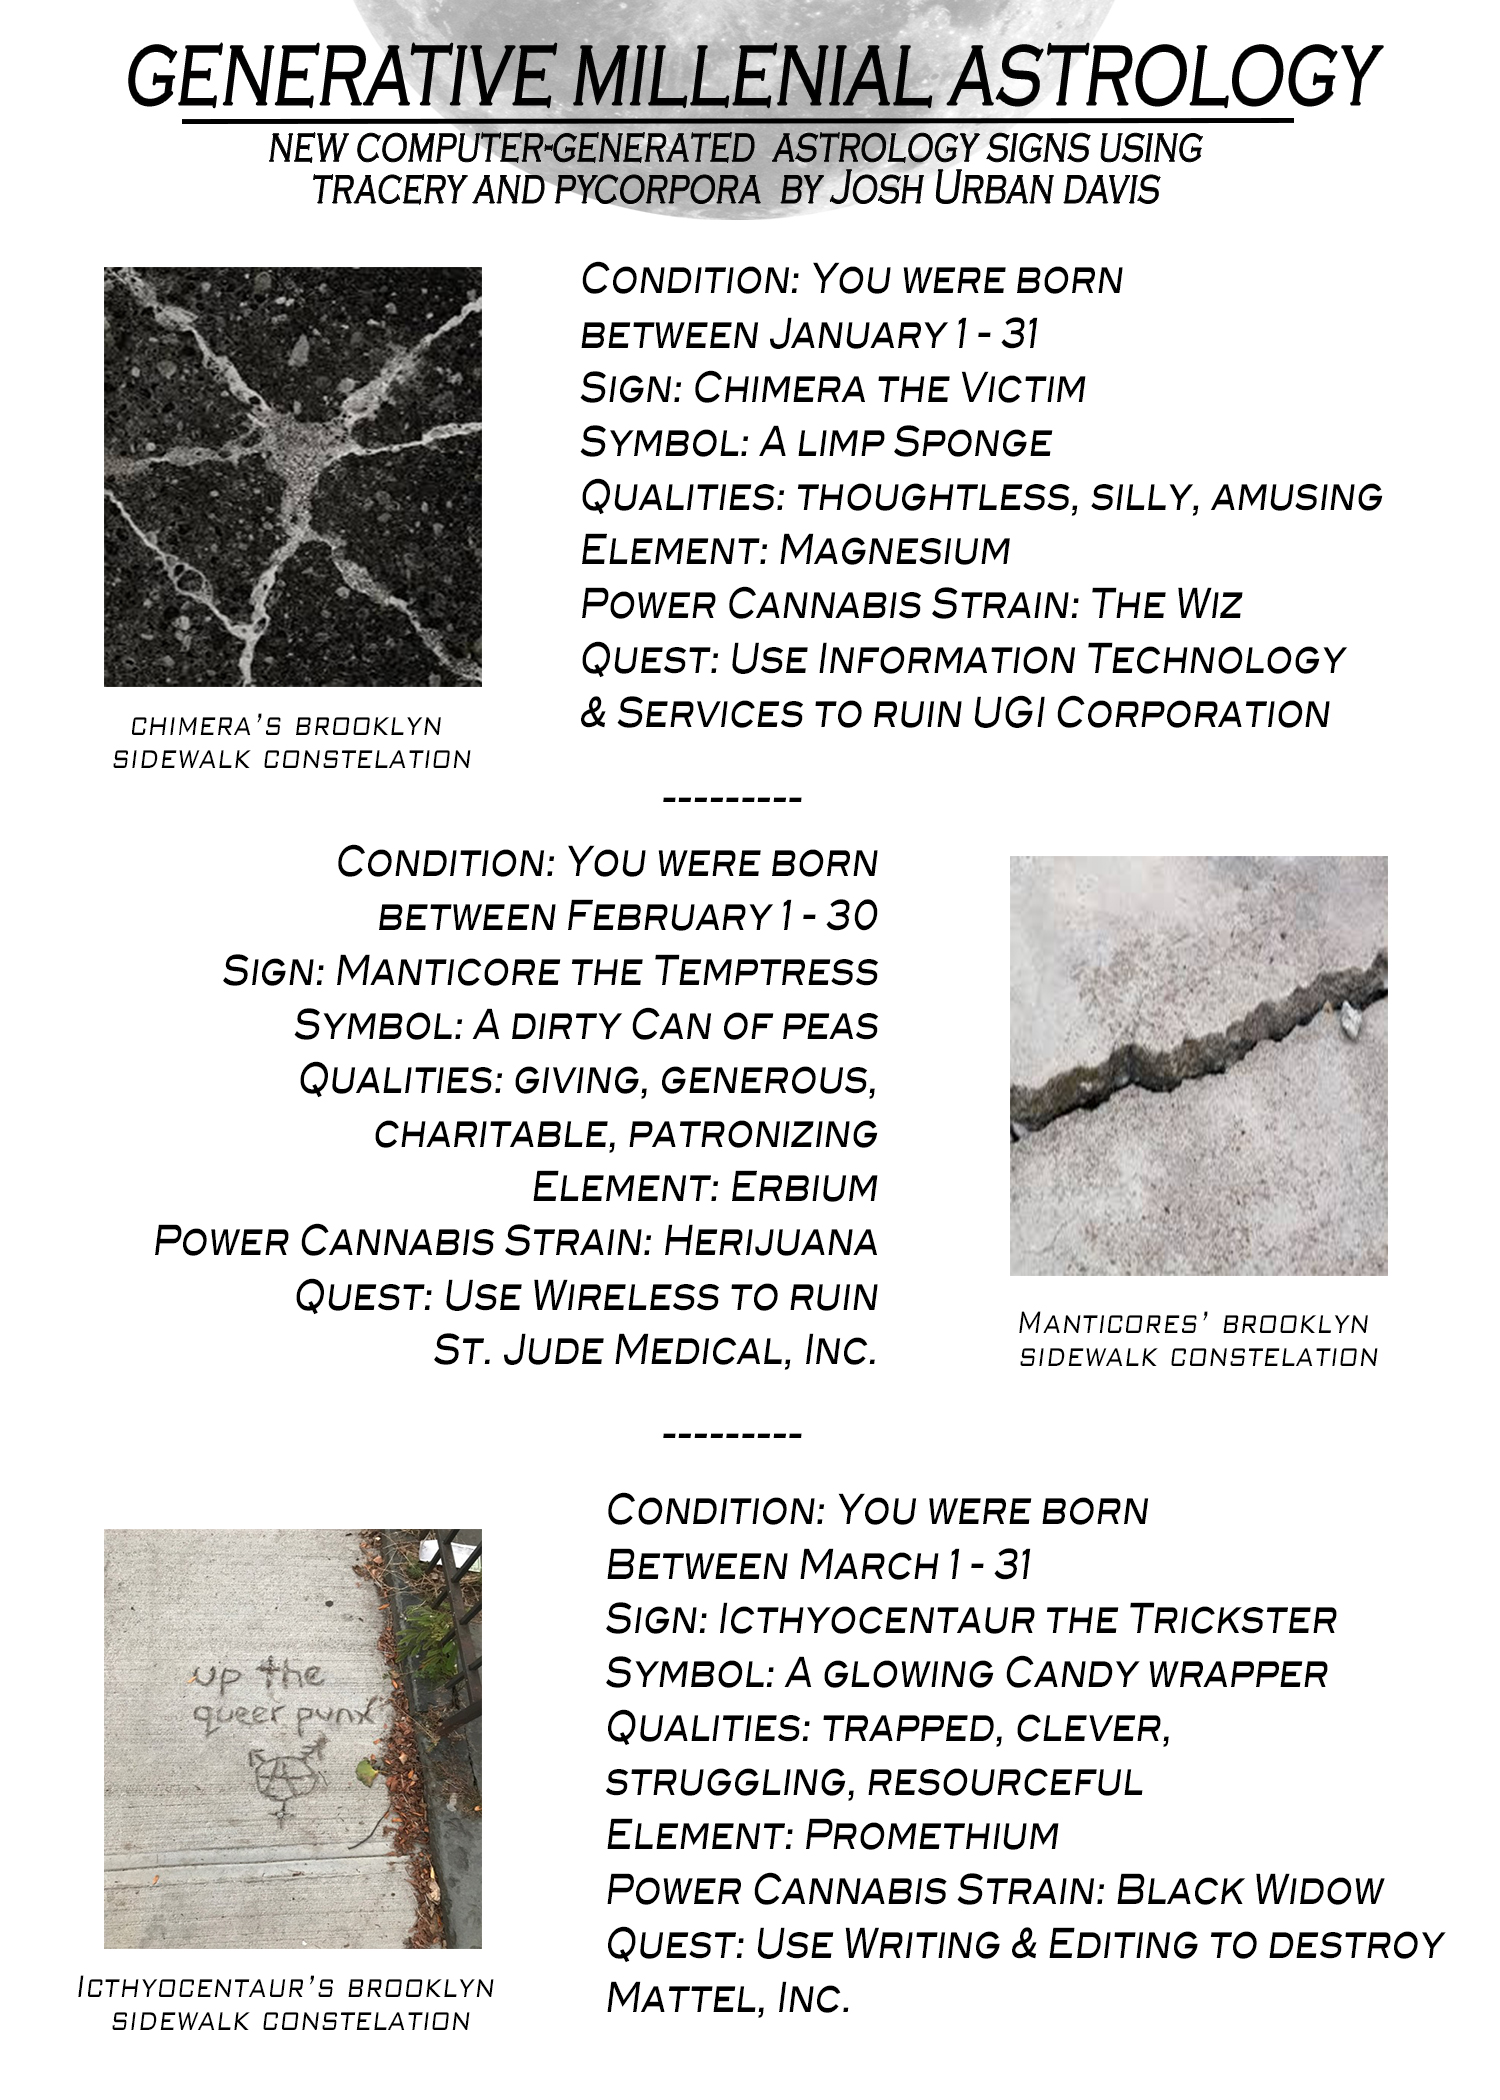 GENERATIVE MILLENIAL ASTROLOGY
NEW COMPUTER-GENERATED ASTROLOGY SIGNS USING
TRACERY AND PYCORPORA BY JOSH URBAN DAVIS
CONDITION: YOU WERE BORN
BETWEEN JANUARY 1 - 31
SIGN: CHIMERA THE VICTIM
SYMBOL: A LIMP SPONGE
QUALITIES: THOUGHTLESS, SILLY, AMUSING
ELEMENT: MAGNESIUM
POWER CANNABIS STRAIN: THE WIZ
QUEST: USE INFORMATION TECHNOLOGY
& SERVICES TO RUIN UGI CORPORATION
CHIMERA'S BROOKLYN
SIDEWALK CONSTELATION
---------
CONDITION: YOU WERE BORN
BETWEEN FEBRUARY 1 - 30
SIGN: MANTICORE THE TEMPTRESS
SYMBOL: A DIRTY CAN OF PEAS
QUALITIES: GIVING, GENEROUS,
CHARITABLE, PATRONIZING
ELEMENT: ERBIUM
POWER CANNABIS STRAIN: HERIJUANA
QUEST: USE WIRELESS TO RUIN
ST. JUDE MEDICAL, INC.
MANTICORES' BROOKLYN
SIDEWALK CONSTELATION
---------
CONDITION: YOU WERE BORN
BETWEEN MARCH 1 - 31
SIGN: ICTHYOCENTAUR THE TRICKSTER
SYMBOL: A GLOWING CANDY WRAPPER
QUALITIES: TRAPPED, CLEVER,
STRUGGLING, RESOURCEFUL
ELEMENT: PROMETHIUM
POWER CANNABIS STRAIN: BLACK WIDOW
QUEST: USE WRITING & EDITING TO DESTROY
MATTEL, INC.
up the
queer punx
A
ICTHYOCENTAUR'S BROOKLYN
SIDEWALK CONSTELATION